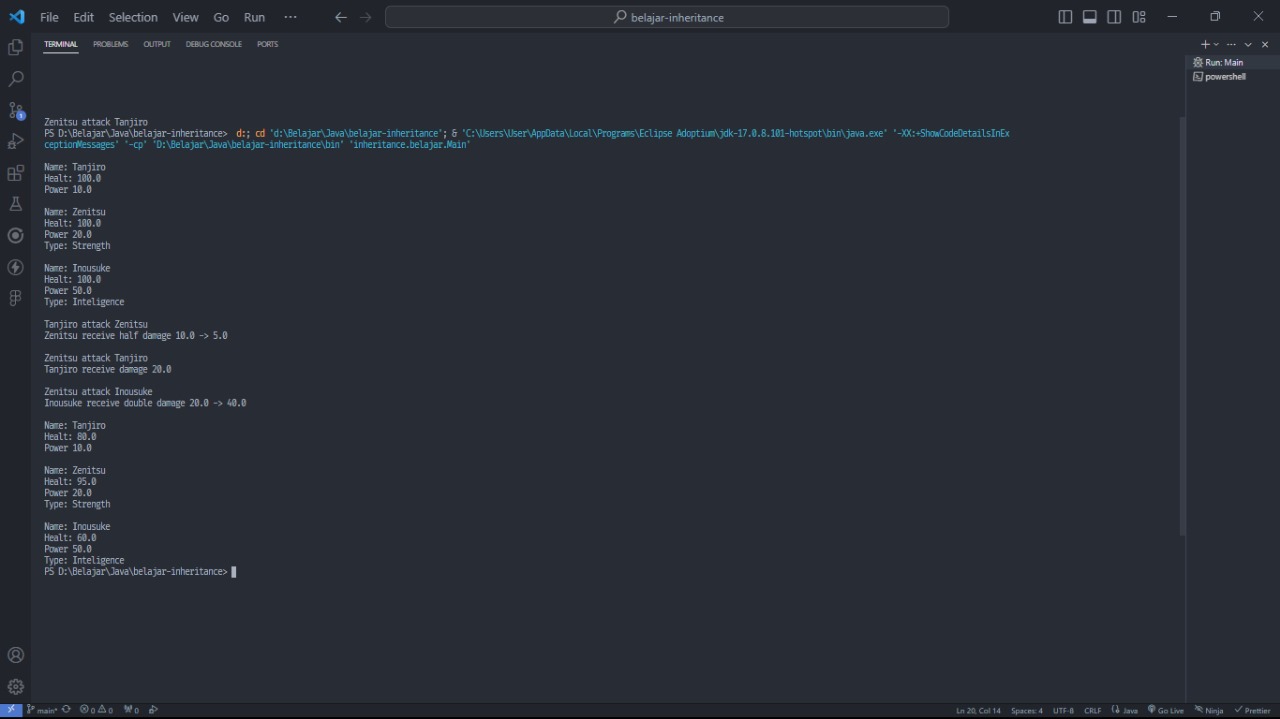 File Edit Selection View Go Run ···
belajar-inheritance
TERMINAL PROBLEMS OUTPUT DEBUG CONSOLE PORTS
Run: Main
powershell
Zenitsu attack Tanjiro
PS D:\Belajar\Java\belajar-inheritance>  d:; cd 'd:\Belajar\Java\belajar-inheritance'; & 'C:\Users\User\AppData\Local\Programs\Eclipse Adoptium\jdk-17.0.8.101-hotspot\bin\java.exe' '-XX:+ShowCodeDetailsInEx
ceptionMessages' '-cp' 'D:\Belajar\Java\belajar-inheritance\bin' 'inheritance.belajar.Main'
Name: Tanjiro
Healt: 100.0
Power 10.0
Name: Zenitsu
Healt: 100.0
Power 20.0
Type: Strength
Name: Inousuke
Healt: 100.0
Power 50.0
Type: Inteligence
Tanjiro attack Zenitsu
Zenitsu receive half damage 10.0 -> 5.0
Zenitsu attack Tanjiro
Tanjiro receive damage 20.0
Zenitsu attack Inousuke
Inousuke receive double damage 20.0 -> 40.0
Name: Tanjiro
Healt: 80.0
Power 10.0
Name: Zenitsu
Healt: 95.0
Power 20.0
Type: Strength
Name: Inousuke
Healt: 60.0
Power 50.0
Type: Inteligence
PS D:\Belajar\Java\belajar-inheritance>
1
main* 0 0 0 Ln 20, Col 14 Spaces: 4 UTF-8 CRLF Java Go Live Ninja Prettier